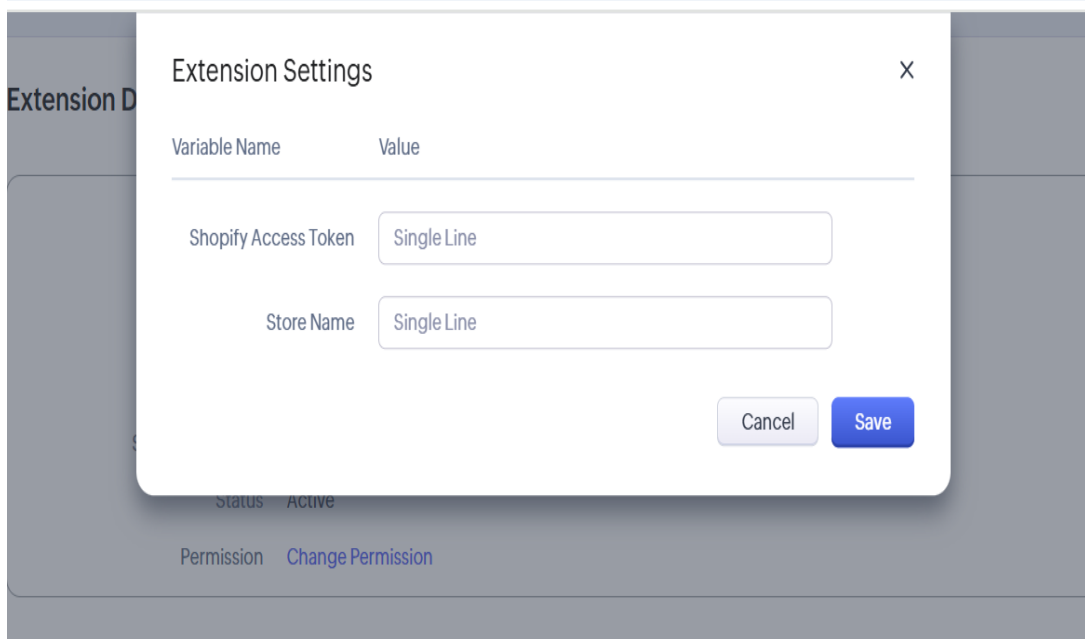 Extension Settings
X
Extension D
Variable Name Value
Shopify Access Token Single Line
Store Name Single Line
Cancel Save
S
Status Active
Permission Change Permission